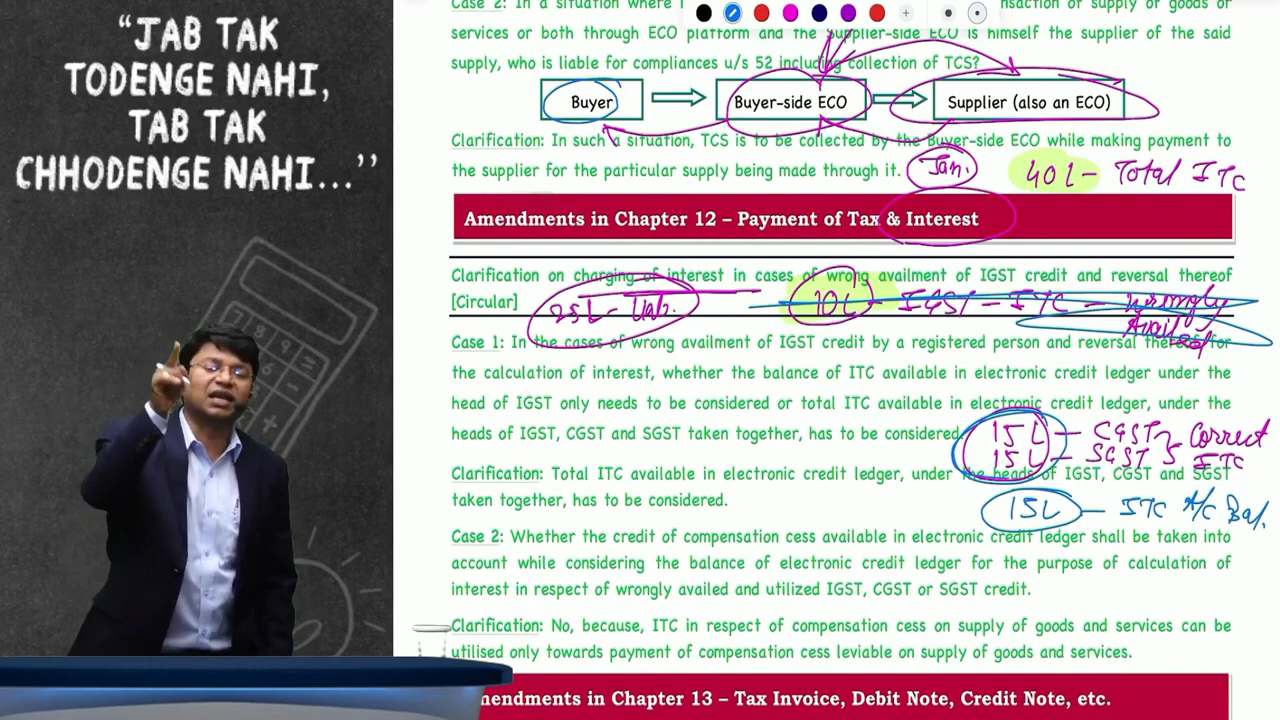 “JAB TAK
TODENGE NAHI,
TAB TAK
CHHODENGE NAHI...’’
Case 2: In a situation where nsaction of supply of goods or
services or both through ECO platform and the Supplier-side ECO is himself the supplier of the said
supply, who is liable for compliances u/s 52 including collection of TCS?
Buyer
Buyer-side ECO
Supplier (also an ECO)
Clarification: In such a situation, TCS is to be collected by the Buyer-side ECO while making payment to
the supplier for the particular supply being made through it.
Jan.
40L - Total ITC
Amendments in Chapter 12 – Payment of Tax & Interest
Clarification on charging of interest in cases of wrong availment of IGST credit and reversal thereof
[Circular]
25L - Liab.
10L - IGST - ITC - wrongly
Availed
Case 1: In the cases of wrong availment of IGST credit by a registered person and reversal thereof for
the calculation of interest, whether the balance of ITC available in electronic credit ledger under the
head of IGST only needs to be considered or total ITC available in electronic credit ledger, under the
heads of IGST, CGST and SGST taken together, has to be considered.
15L - CGST Correct
15L - SGST ITC
Clarification: Total ITC available in electronic credit ledger, under the heads of IGST, CGST and SGST
taken together, has to be considered.
15L - ITC A/c Bal.
Case 2: Whether the credit of compensation cess available in electronic credit ledger shall be taken into
account while considering the balance of electronic credit ledger for the purpose of calculation of
interest in respect of wrongly availed and utilized IGST, CGST or SGST credit.
Clarification: No, because, ITC in respect of compensation cess on supply of goods and services can be
utilised only towards payment of compensation cess leviable on supply of goods and services.
mendments in Chapter 13 – Tax Invoice, Debit Note, Credit Note, etc.